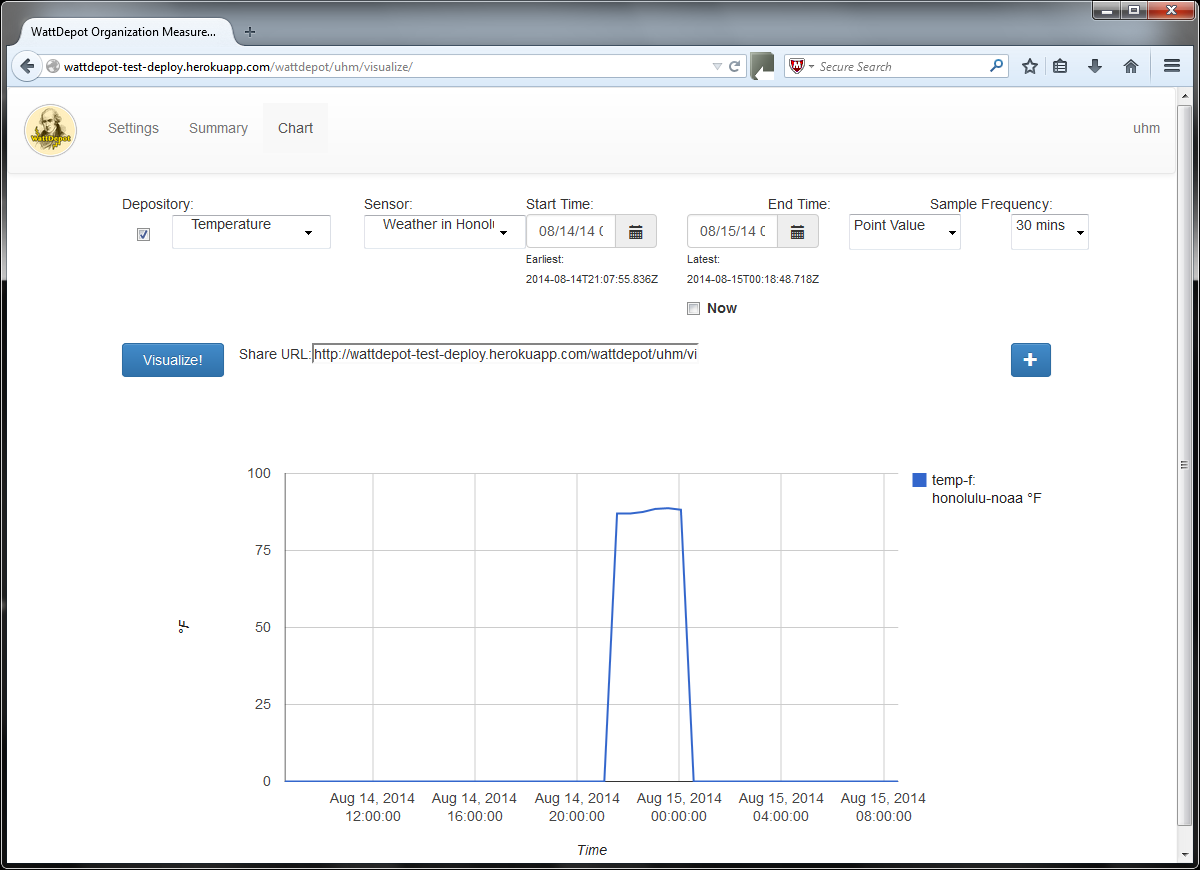 WattDepot Organization Measure...
wattdepot-test-deploy.herokuapp.com/wattdepot/uhm/visualize/
Secure Search
WattDepot
Settings
Summary
Chart
uhm
Depository:
Sensor:
Start Time:
End Time:
Sample Frequency:
Temperature
Weather in Honolu
08/14/14 0
08/15/14 0
Point Value
30 mins
Earliest:
2014-08-14T21:07:55.836Z
Latest:
2014-08-15T00:18:48.718Z
Now
Visualize!
Share URL: http://wattdepot-test-deploy.herokuapp.com/wattdepot/uhm/vi
+
100
75
50
25
0
°F
temp-f:
honolulu-noaa °F
Aug 14, 2014
12:00:00
Aug 14, 2014
16:00:00
Aug 14, 2014
20:00:00
Aug 15, 2014
00:00:00
Aug 15, 2014
04:00:00
Aug 15, 2014
08:00:00
Time